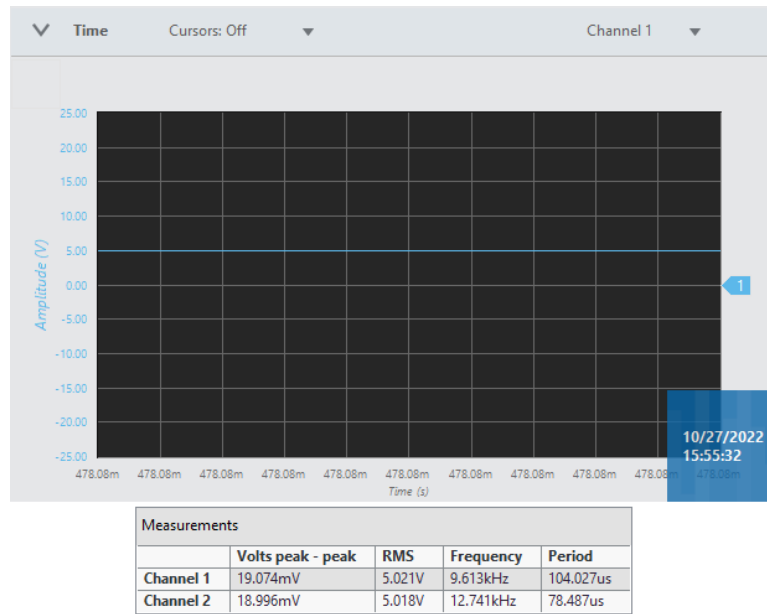 Time Cursors: Off Channel 1
25.00
20.00
15.00
10.00
5.00
0.00
-5.00
-10.00
-15.00
-20.00
-25.00
Amplitude (V)
1
10/27/2022
15:55:32
478.08m 478.08m 478.08m 478.08m 478.08m 478.08m 478.08m 478.08m 478.08m 478.08m 478.08m
Time (s)
Measurements
Volts peak - peak RMS Frequency Period
Channel 1 19.074mV 5.021V 9.613kHz 104.027us
Channel 2 18.996mV 5.018V 12.741kHz 78.487us